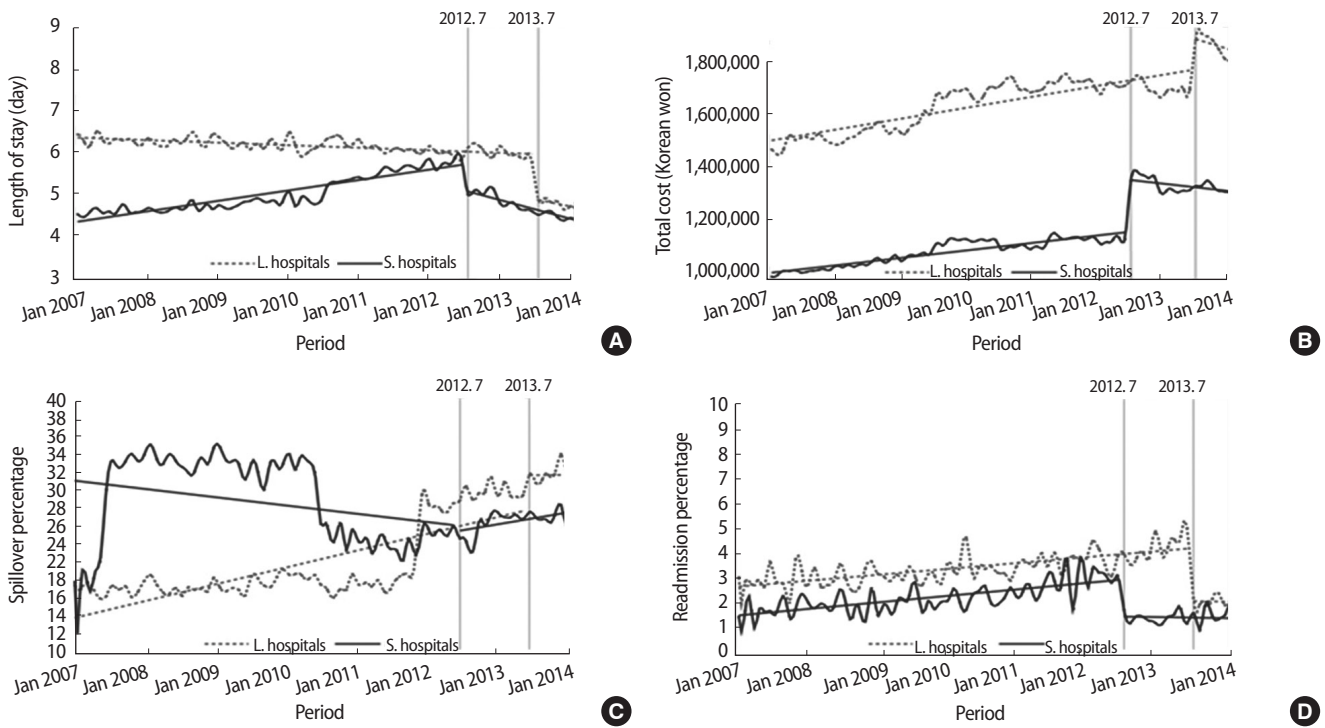 2012.7
2013.7
9
8
7
6
5
4
3
Length of stay (day)
L. hospitals
S. hospitals
Jan 2007
Jan 2008
Jan 2009
Jan 2010
Jan 2011
Jan 2012
Jan 2013
Jan 2014
Period
A
2012.7
2013.7
1,800,000
1,600,000
1,400,000
1,200,000
1,000,000
Total cost (Korean won)
L. hospitals
S. hospitals
Jan 2007
Jan 2008
Jan 2009
Jan 2010
Jan 2011
Jan 2012
Jan 2013
Jan 2014
Period
B
2012.7
2013.7
40
38
36
34
32
30
28
26
24
22
18
16
14
12
10
Spillover percentage
L. hospitals
S. hospitals
Jan 2007
Jan 2008
Jan 2009
Jan 2010
Jan 2011
Jan 2012
Jan 2013
Jan 2014
Period
C
2012.7
2013.7
10
9
8
7
6
5
4
3
2
1
0
Readmission percentage
L. hospitals
S. hospitals
Jan 2007
Jan 2008
Jan 2009
Jan 2010
Jan 2011
Jan 2012
Jan 2013
Jan 2014
Period
D